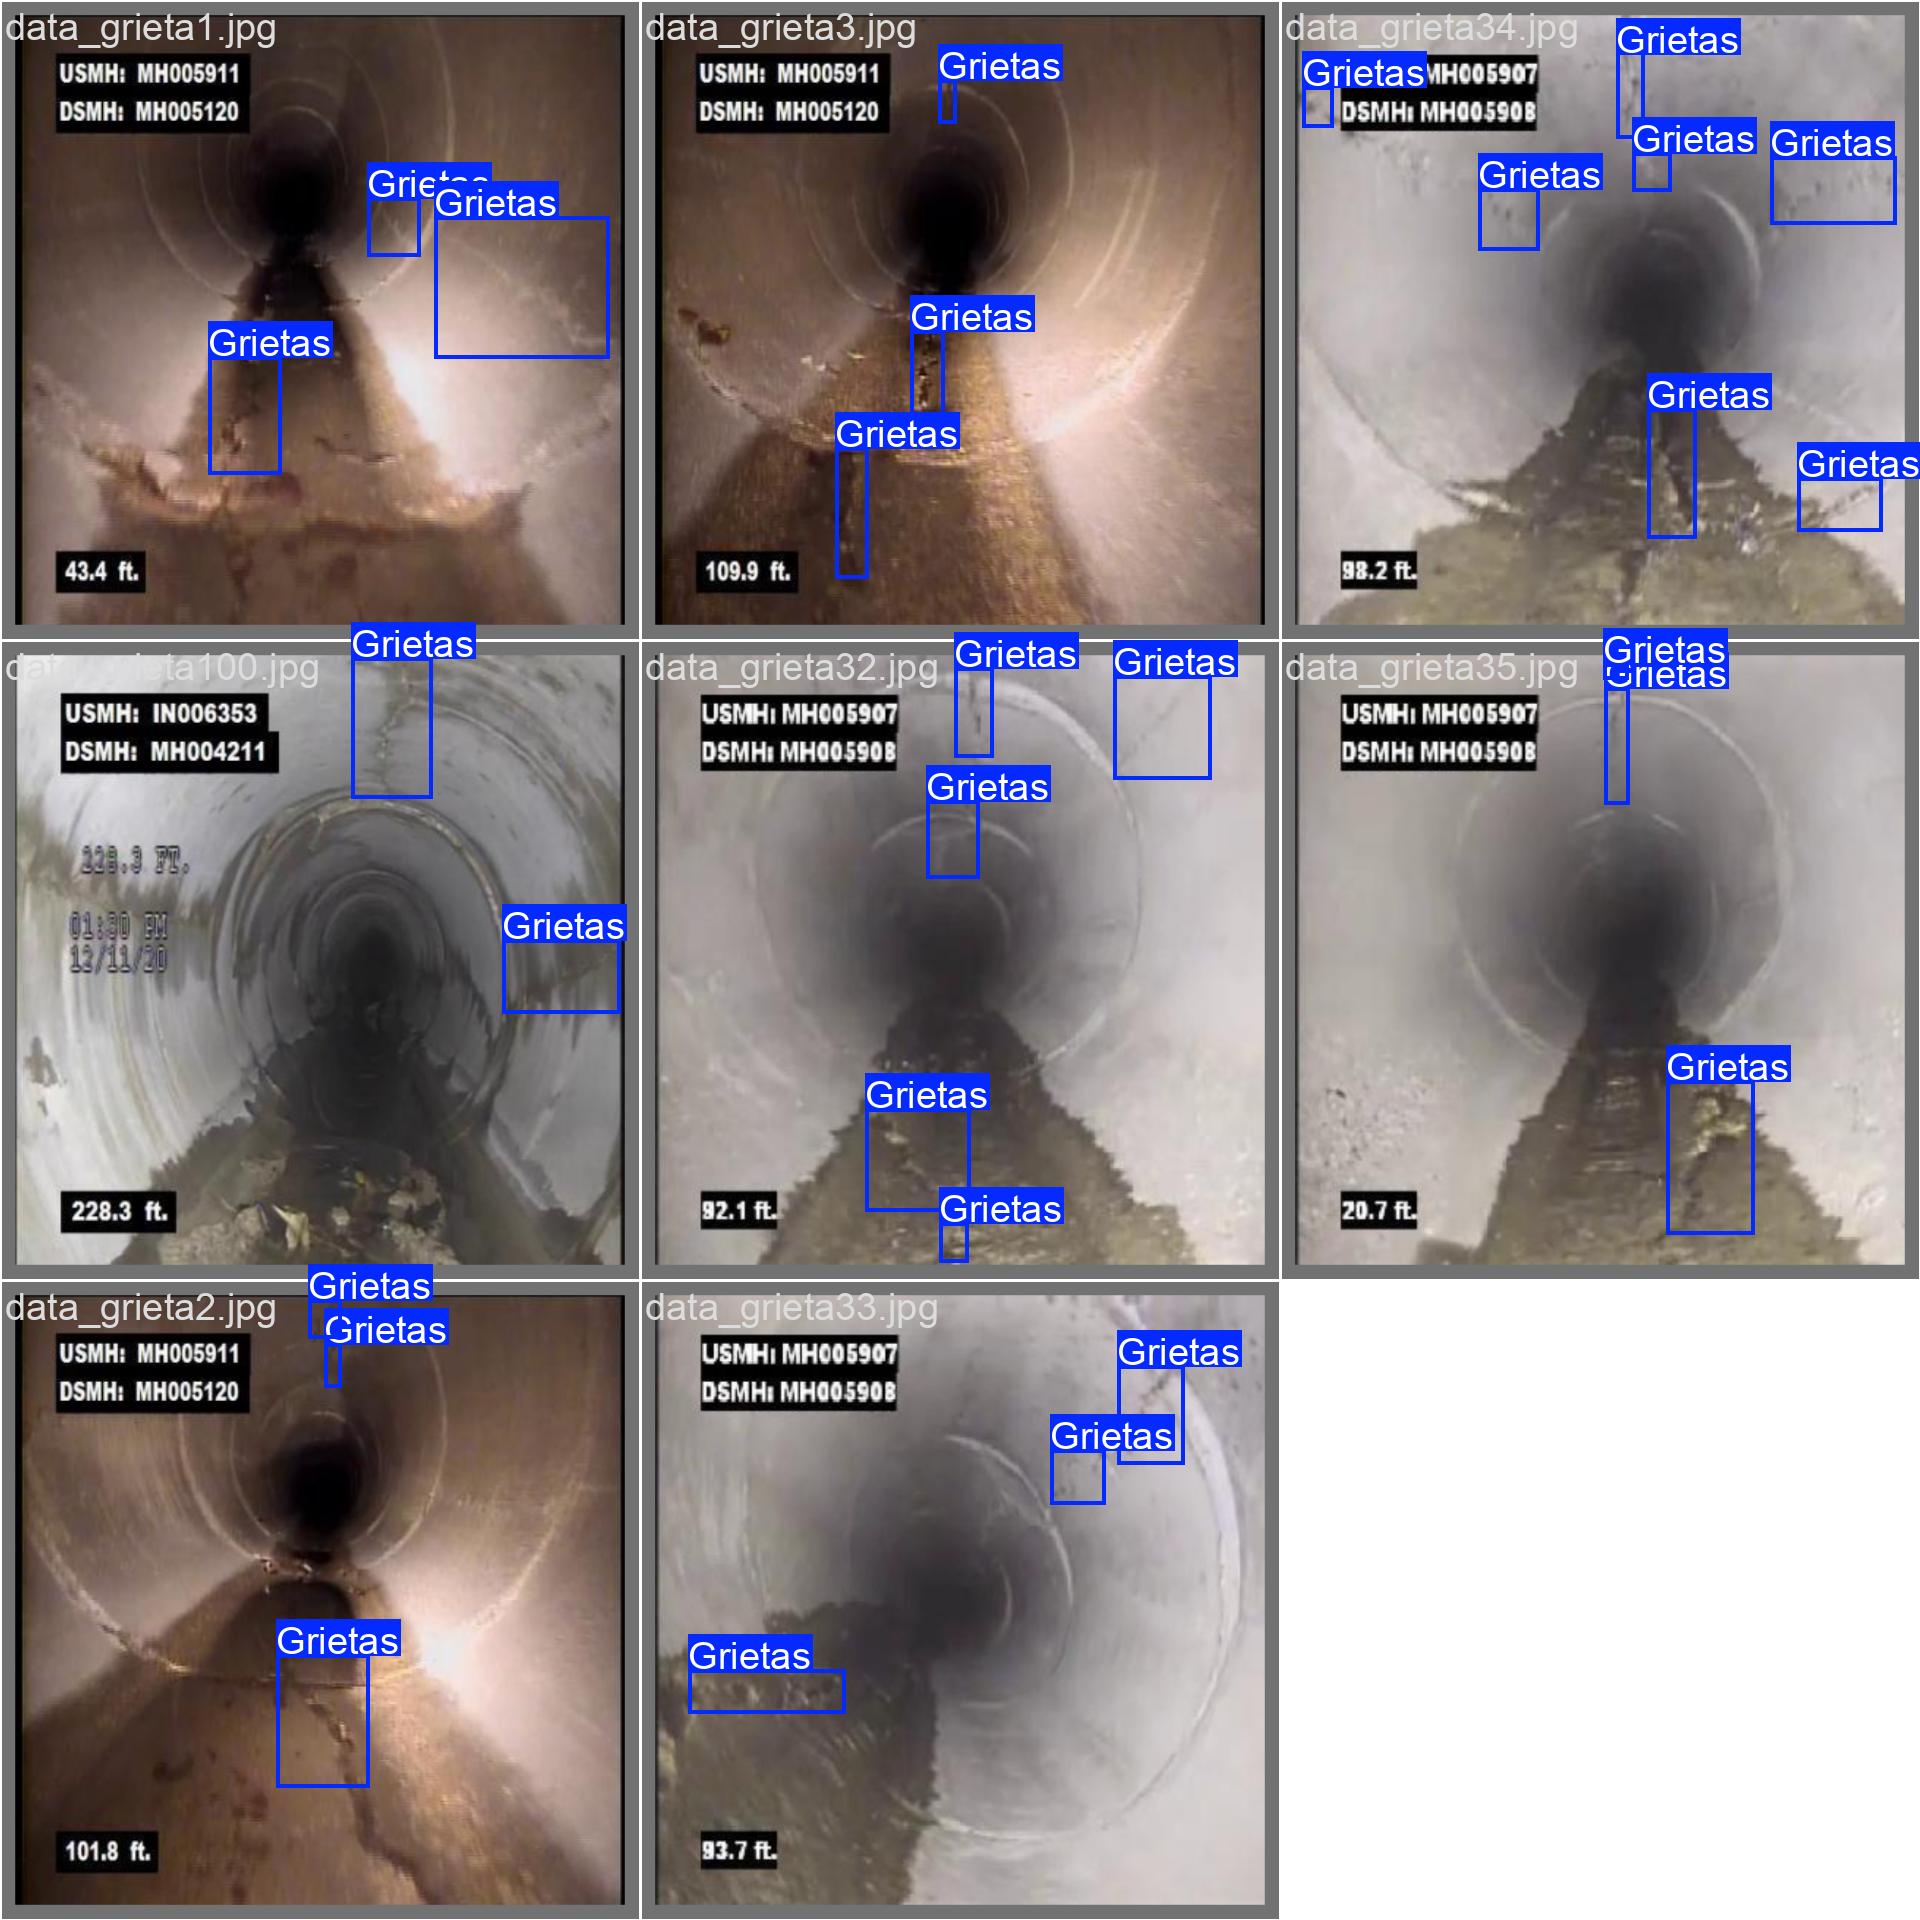 data_grieta1.jpg
USMH: MH005911
DSMH: MH005120
Grietas
Grietas
Grietas
43.4 ft.
data_grieta3.jpg
USMH: MH005911
DSMH: MH005120
Grietas
Grietas
Grietas
109.9 ft.
data_grieta34.jpg
Grietas
Grietas
MH005907
DSMH: MH005908
Grietas
Grietas
Grietas
Grietas
Grietas
98.2 ft.
Grietas
grieta100.jpg
USMH: IN006353
DSMH: MH004211
228.3 FT.
01:30 PM
12/11/20
Grietas
228.3 ft.
data_grieta32.jpg
Grietas
Grietas
USMH: MH005907
DSMH: MH005908
Grietas
Grietas
Grietas
92.1 ft.
data_grieta35.jpg
Grietas
Grietas
USMH: MH005907
DSMH: MH005908
Grietas
20.7 ft.
data_grieta2.jpg
Grietas
Grietas
USMH: MH005911
DSMH: MH005120
Grietas
101.8 ft.
data_grieta33.jpg
USMH: MH005907
DSMH: MH005908
Grietas
Grietas
Grietas
93.7 ft.